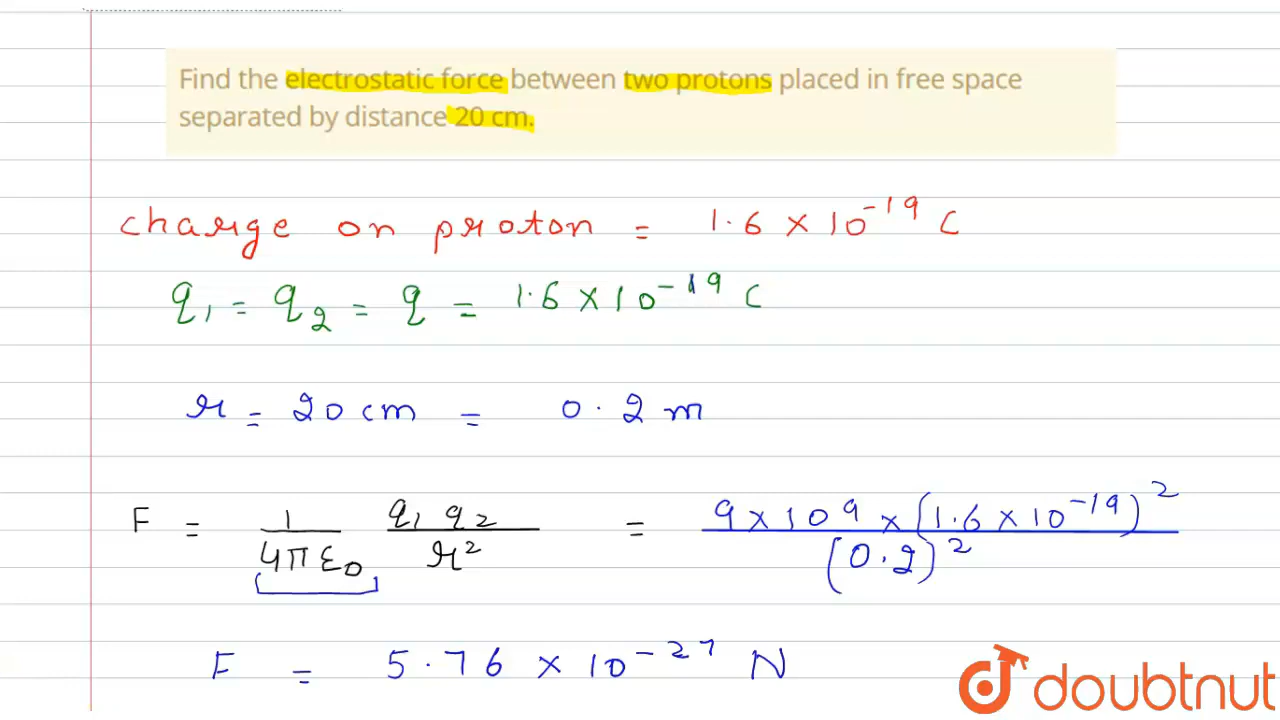 Find the electrostatic force between two protons placed in free space
separated by distance 20 cm.
charge on proton = 1.6 × 10⁻¹⁹ C
q₁ = q₂ = q = 1.6 × 10⁻¹⁹ C
r = 20 cm = 0.2 m
F = 1/4πε₀ q₁ q₂/r² = 9 × 10⁹ × (1.6 × 10⁻¹⁹)²/(0.2)²
F = 5.76 × 10⁻²⁷ N
doubtnut